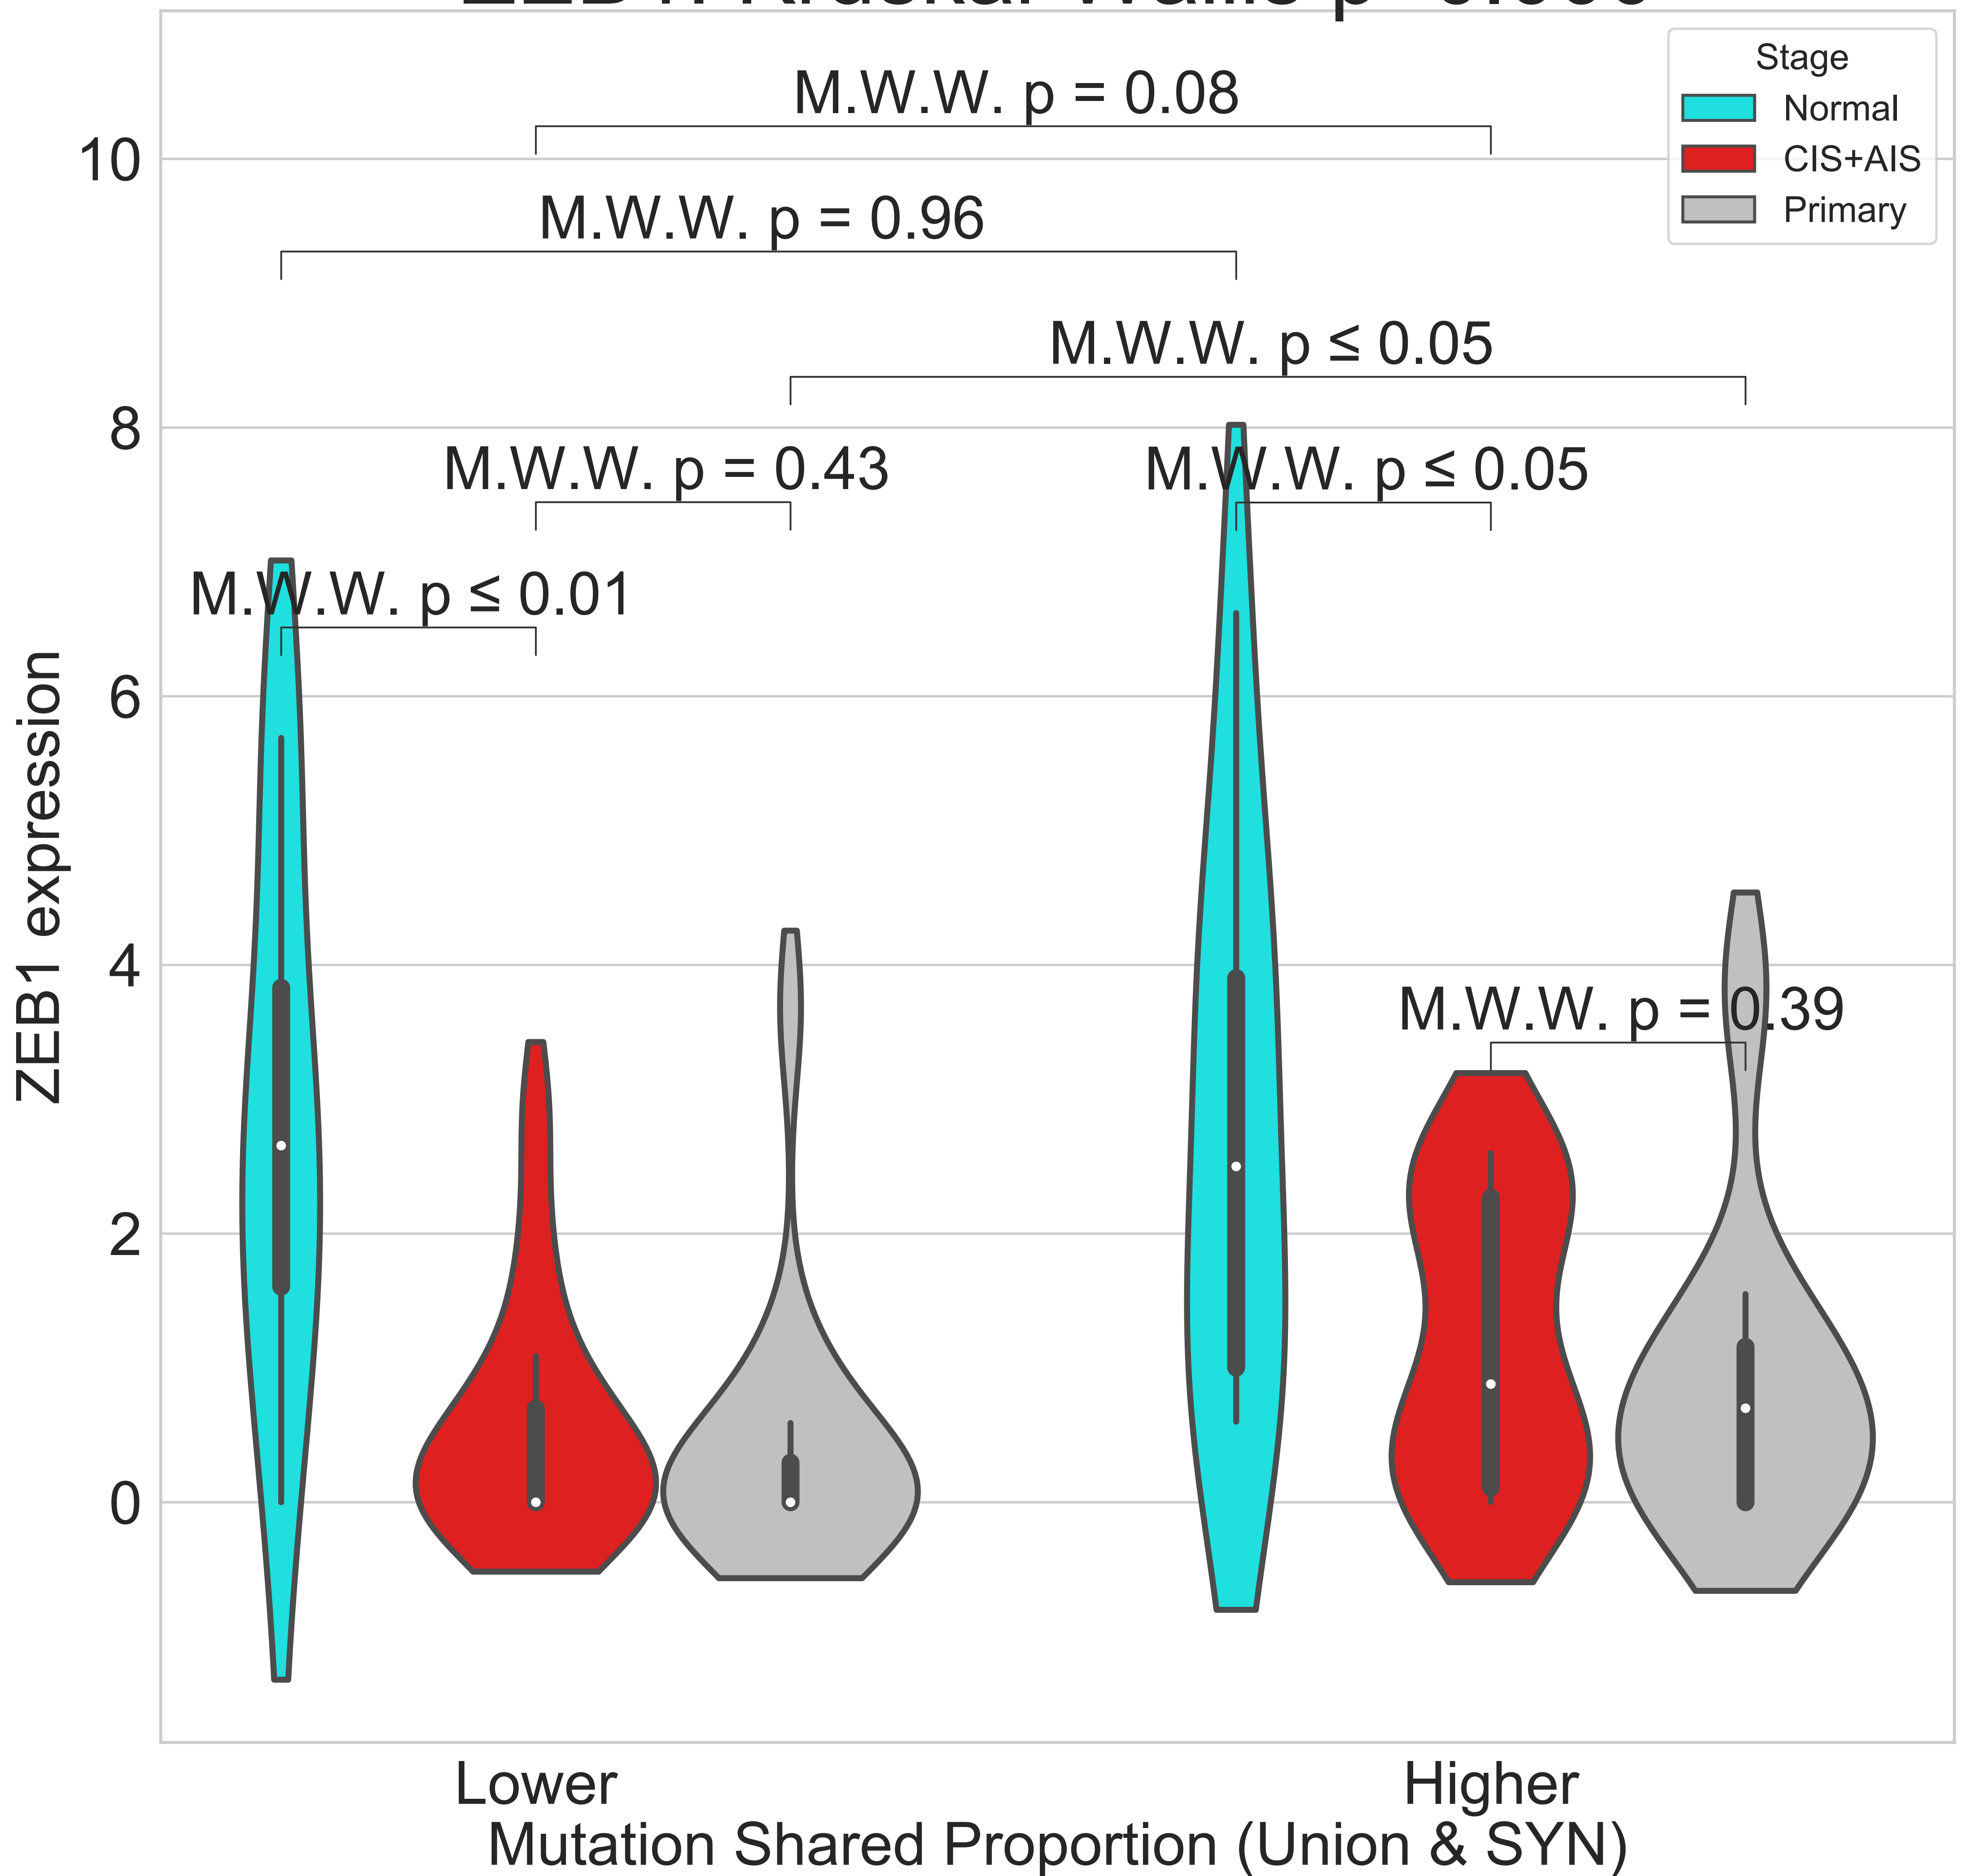 Stage
Normal
CIS+AIS
Primary
M.W.W. p = 0.08
M.W.W. p = 0.96
M.W.W. p ≤ 0.05
M.W.W. p = 0.43
M.W.W. p ≤ 0.05
M.W.W. p ≤ 0.01
M.W.W. p = 0.39
10
8
6
4
2
0
ZEB1 expression
Lower
Higher
Mutation Shared Proportion (Union & SYN)